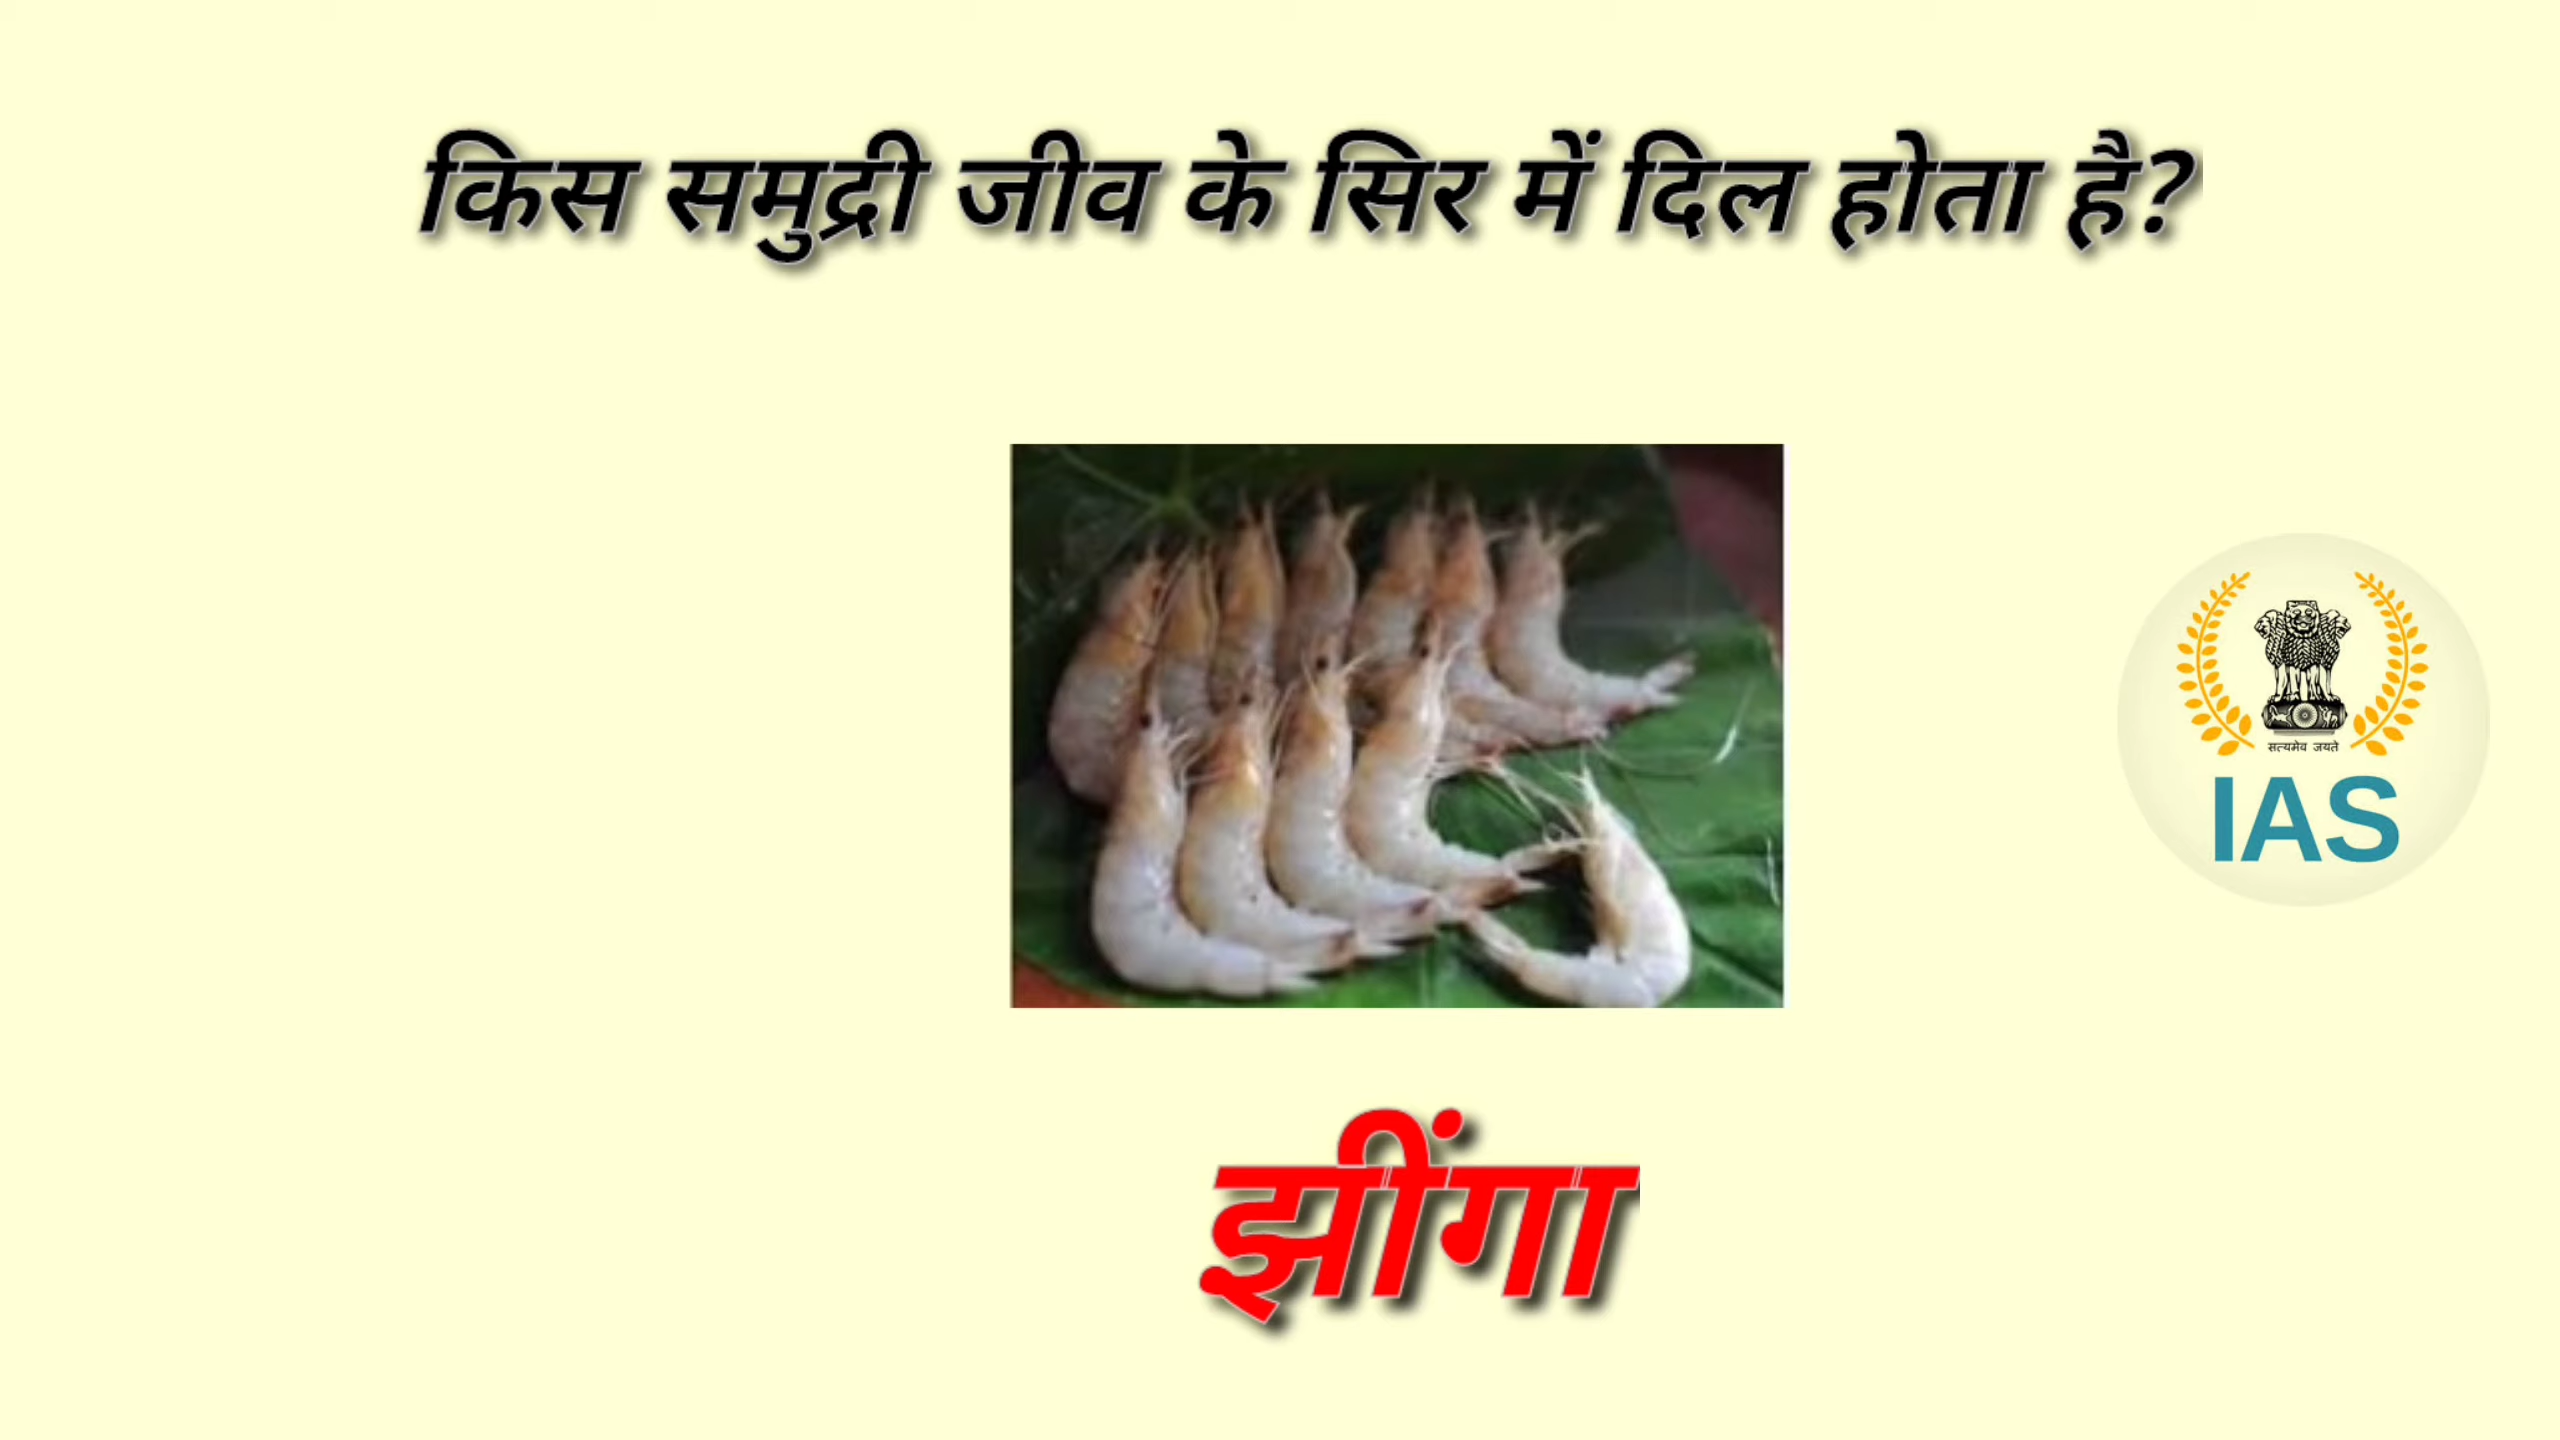 किस समुद्री जीव के सिर में दिल होता है?
सत्यमेव जयते
IAS
झींगा